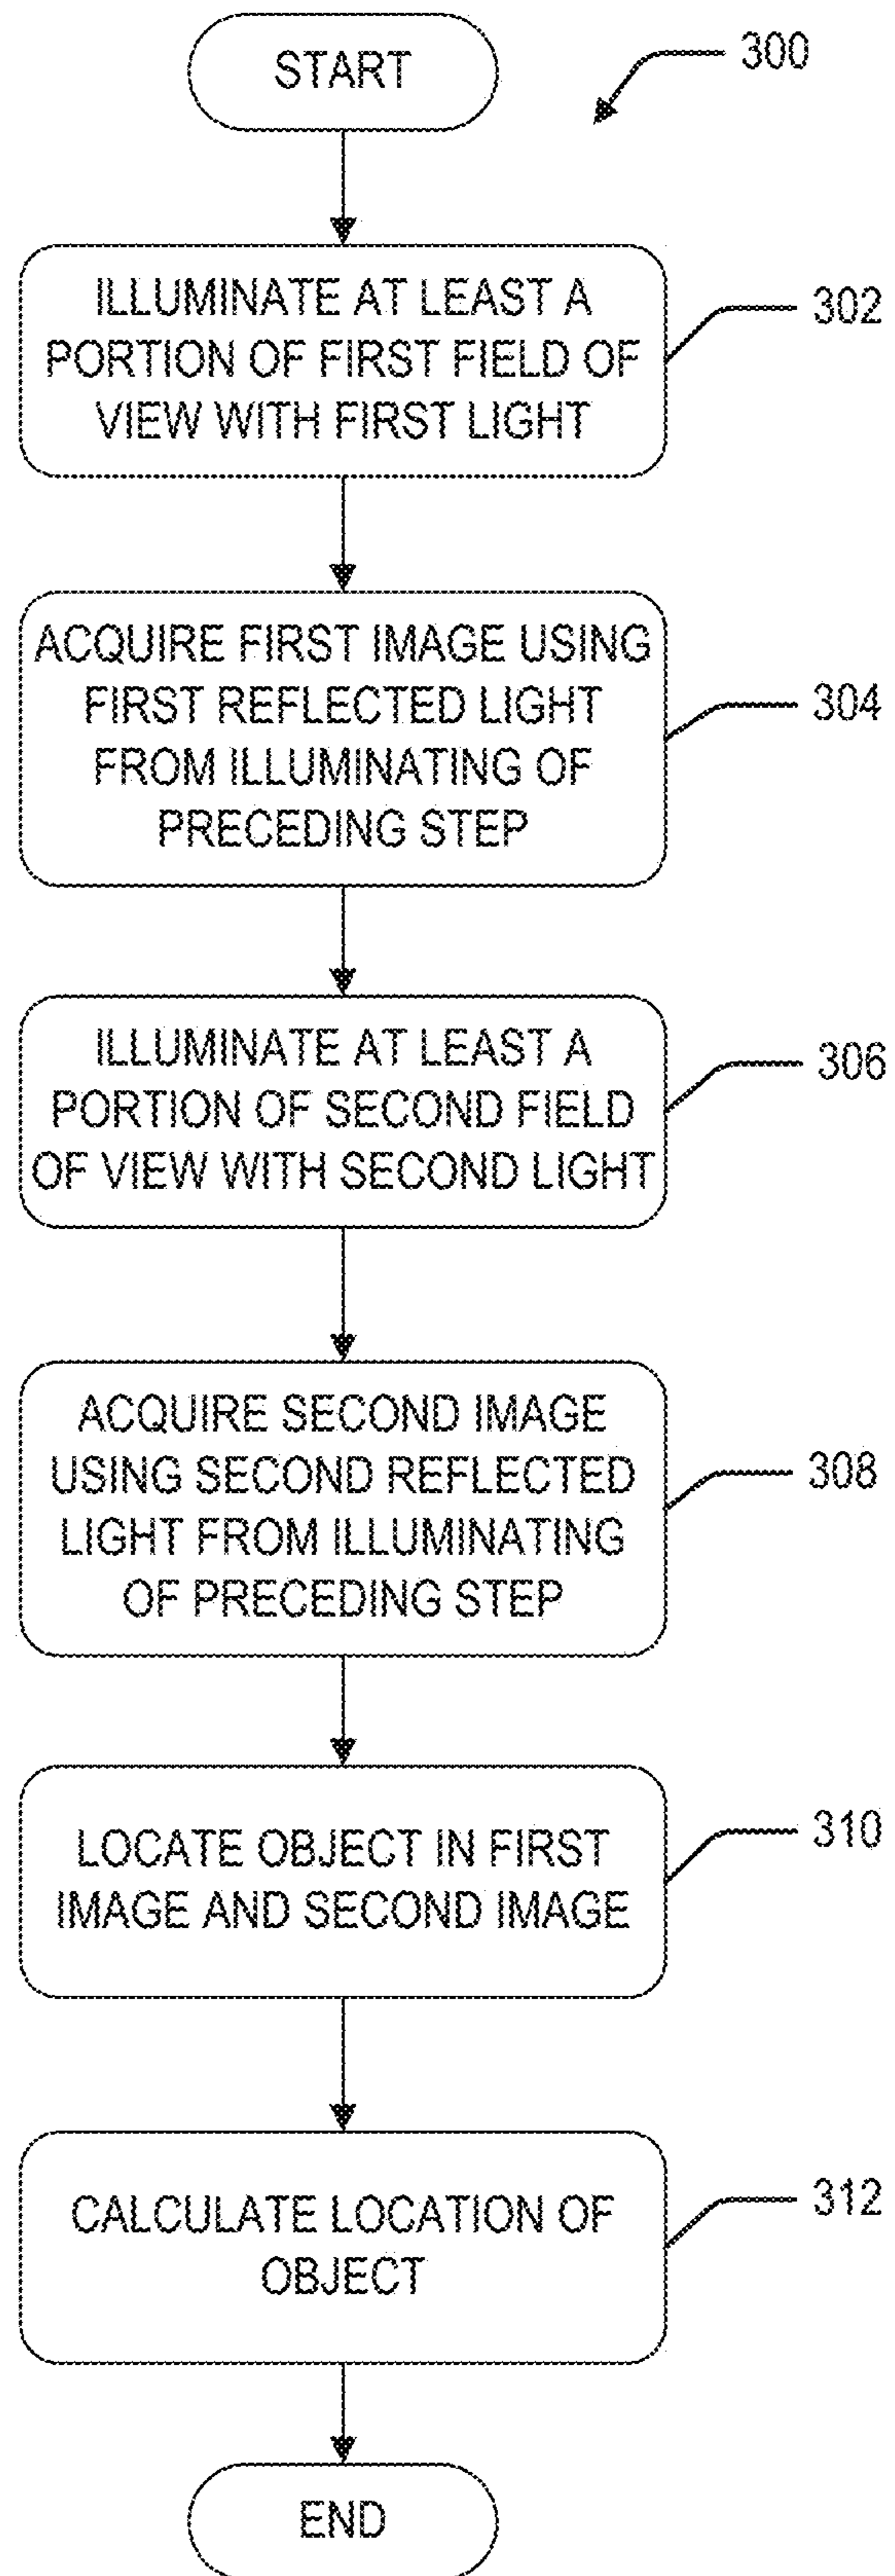 START
300
ILLUMINATE AT LEAST A
PORTION OF FIRST FIELD OF
VIEW WITH FIRST LIGHT
302
ACQUIRE FIRST IMAGE USING
FIRST REFLECTED LIGHT
FROM ILLUMINATING OF
PRECEDING STEP
304
ILLUMINATE AT LEAST A
PORTION OF SECOND FIELD
OF VIEW WITH SECOND LIGHT
306
ACQUIRE SECOND IMAGE
USING SECOND REFLECTED
LIGHT FROM ILLUMINATING
OF PRECEDING STEP
308
LOCATE OBJECT IN FIRST
IMAGE AND SECOND IMAGE
310
CALCULATE LOCATION OF
OBJECT
312
END